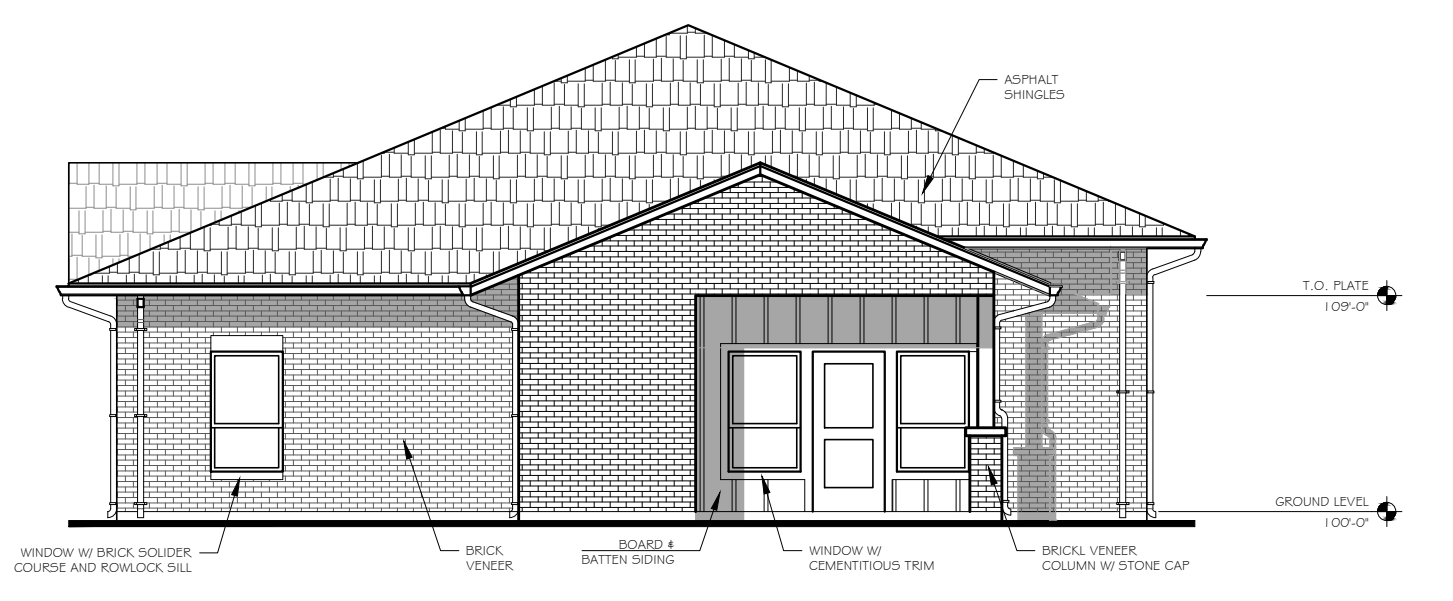 ASPHALT
SHINGLES
T.O. PLATE
109'-0"
GROUND LEVEL
100'-0"
WINDOW W/ BRICK SOLIDER
COURSE AND ROWLOCK SILL
BRICK
VENEER
BOARD &
BATTEN SIDING
WINDOW W/
CEMENTITIOUS TRIM
BRICKL VENEER
COLUMN W/ STONE CAP